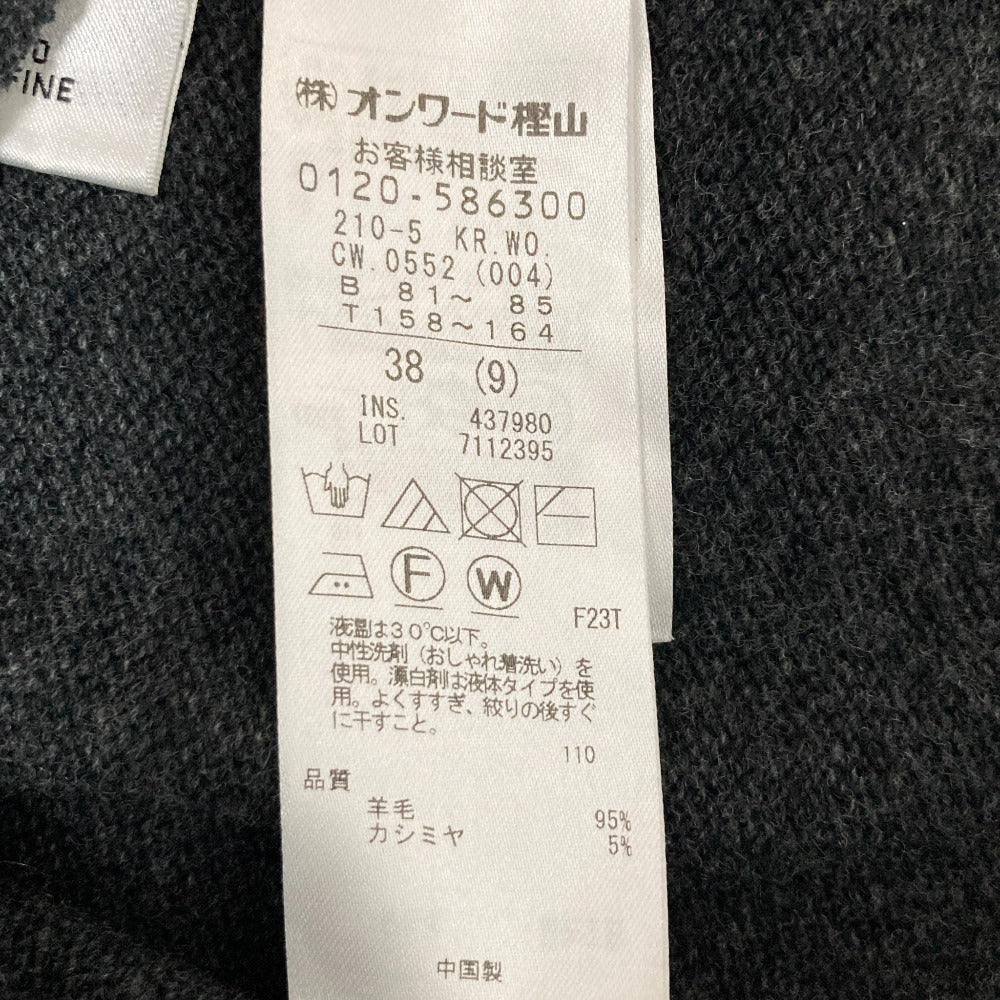 0
FINE
㈱オンワード樫山
お客様相談室
0120-586300
210-5 KR.WO.
CW.0552 (004)
B 81～ 85
T158～164
38 (9)
INS. 437980
LOT 7112395
F W
F23T
液温は30℃以下。
中性洗剤（おしゃれ着洗い）を
使用。漂白剤は液体タイプを使
用。よくすすぎ、絞りの後すぐ
に干すこと。
110
品質
羊毛 95%
カシミヤ 5%
中国製